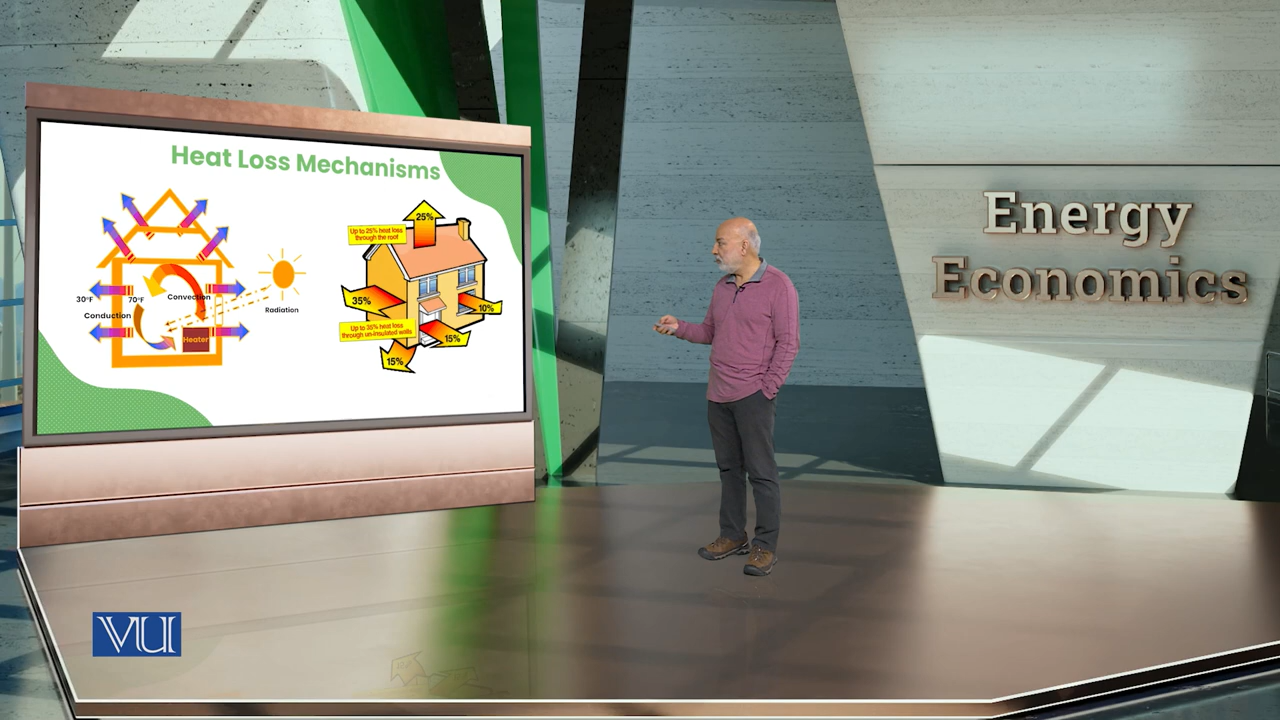 Heat Loss Mechanisms
30°F
70°F
Convection
Conduction
Radiation
Heater
25%
Up to 25% heat loss
through the roof
35%
10%
Up to 35% heat loss
through un-insulated walls
15%
15%
Energy
Economics
VU